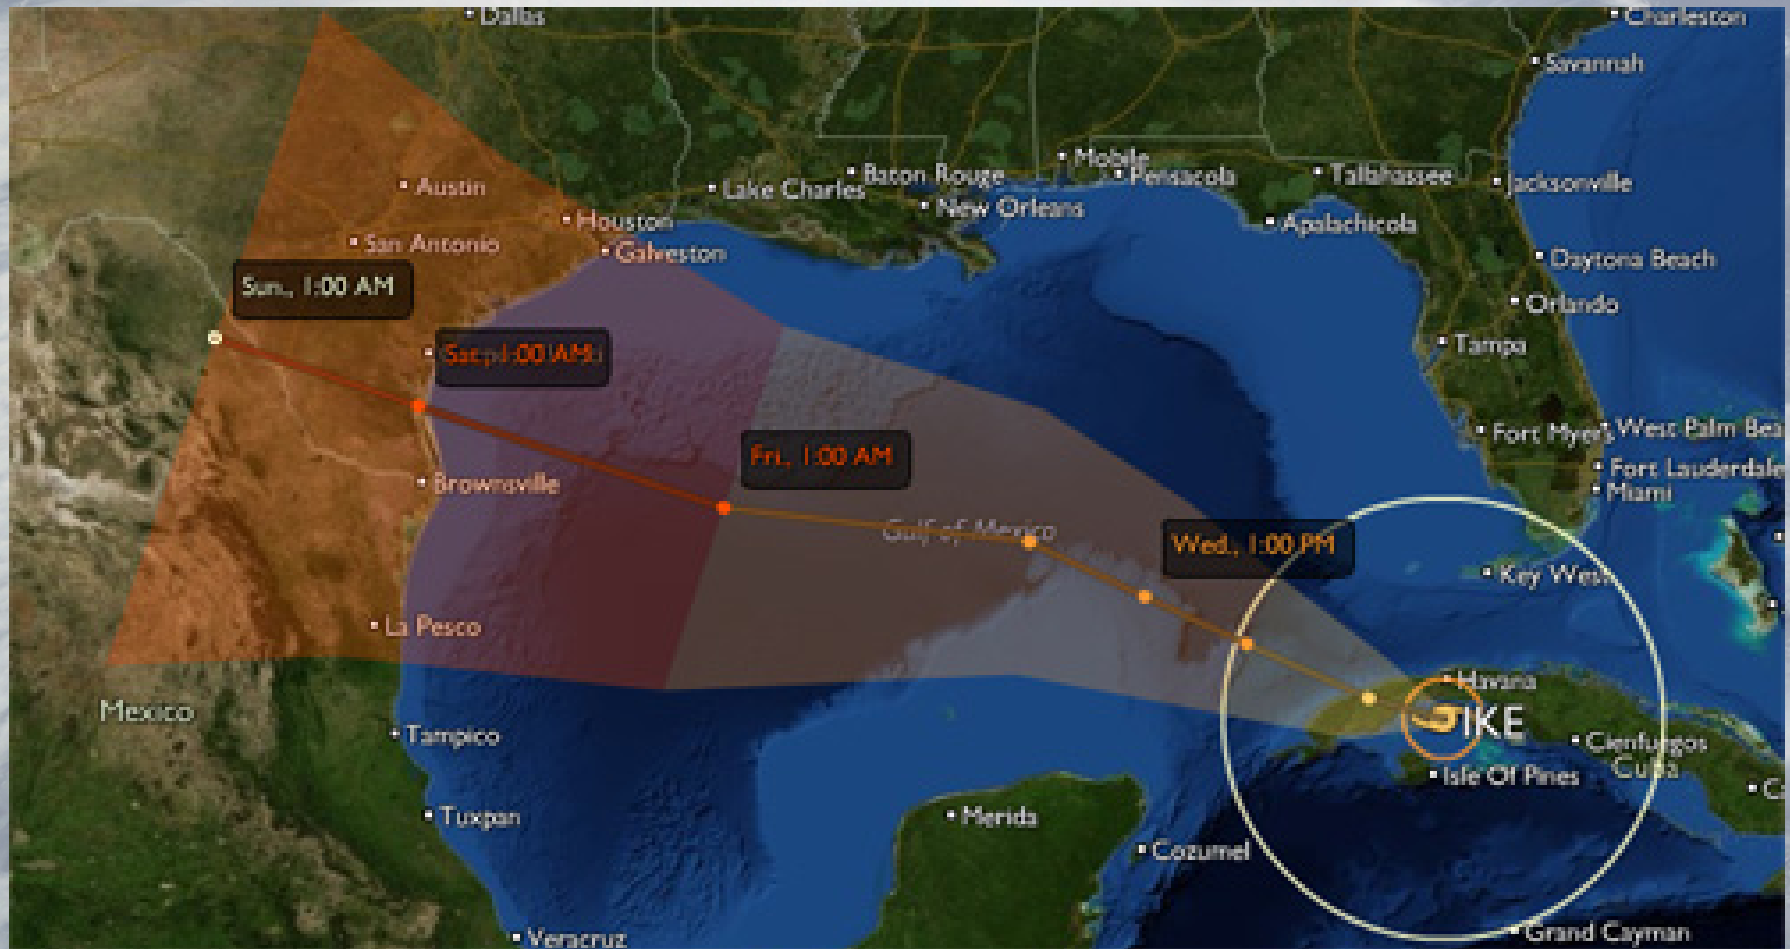 Dallas
Charleston
Savannah
Mobile
Baton Rouge
Pensacola
Tallahassee
Jacksonville
Austin
Lake Charles
New Orleans
Houston
Apalachicola
San Antonio
Galveston
Daytona Beach
Sun., 1:00 AM
Orlando
Tampa
Sat., 1:00 AM
Fort Myers
West Palm Bea
Fri., 1:00 AM
Fort Lauderdale
Brownsville
Miami
Gulf of Mexico
Wed., 1:00 PM
Key West
La Pesco
Havana
Mexico
IKE
Tampico
Cienfuegos
Cuba
Isle Of Pines
Ca
Tuxpan
Merida
Cozumel
Veracruz
Grand Cayman